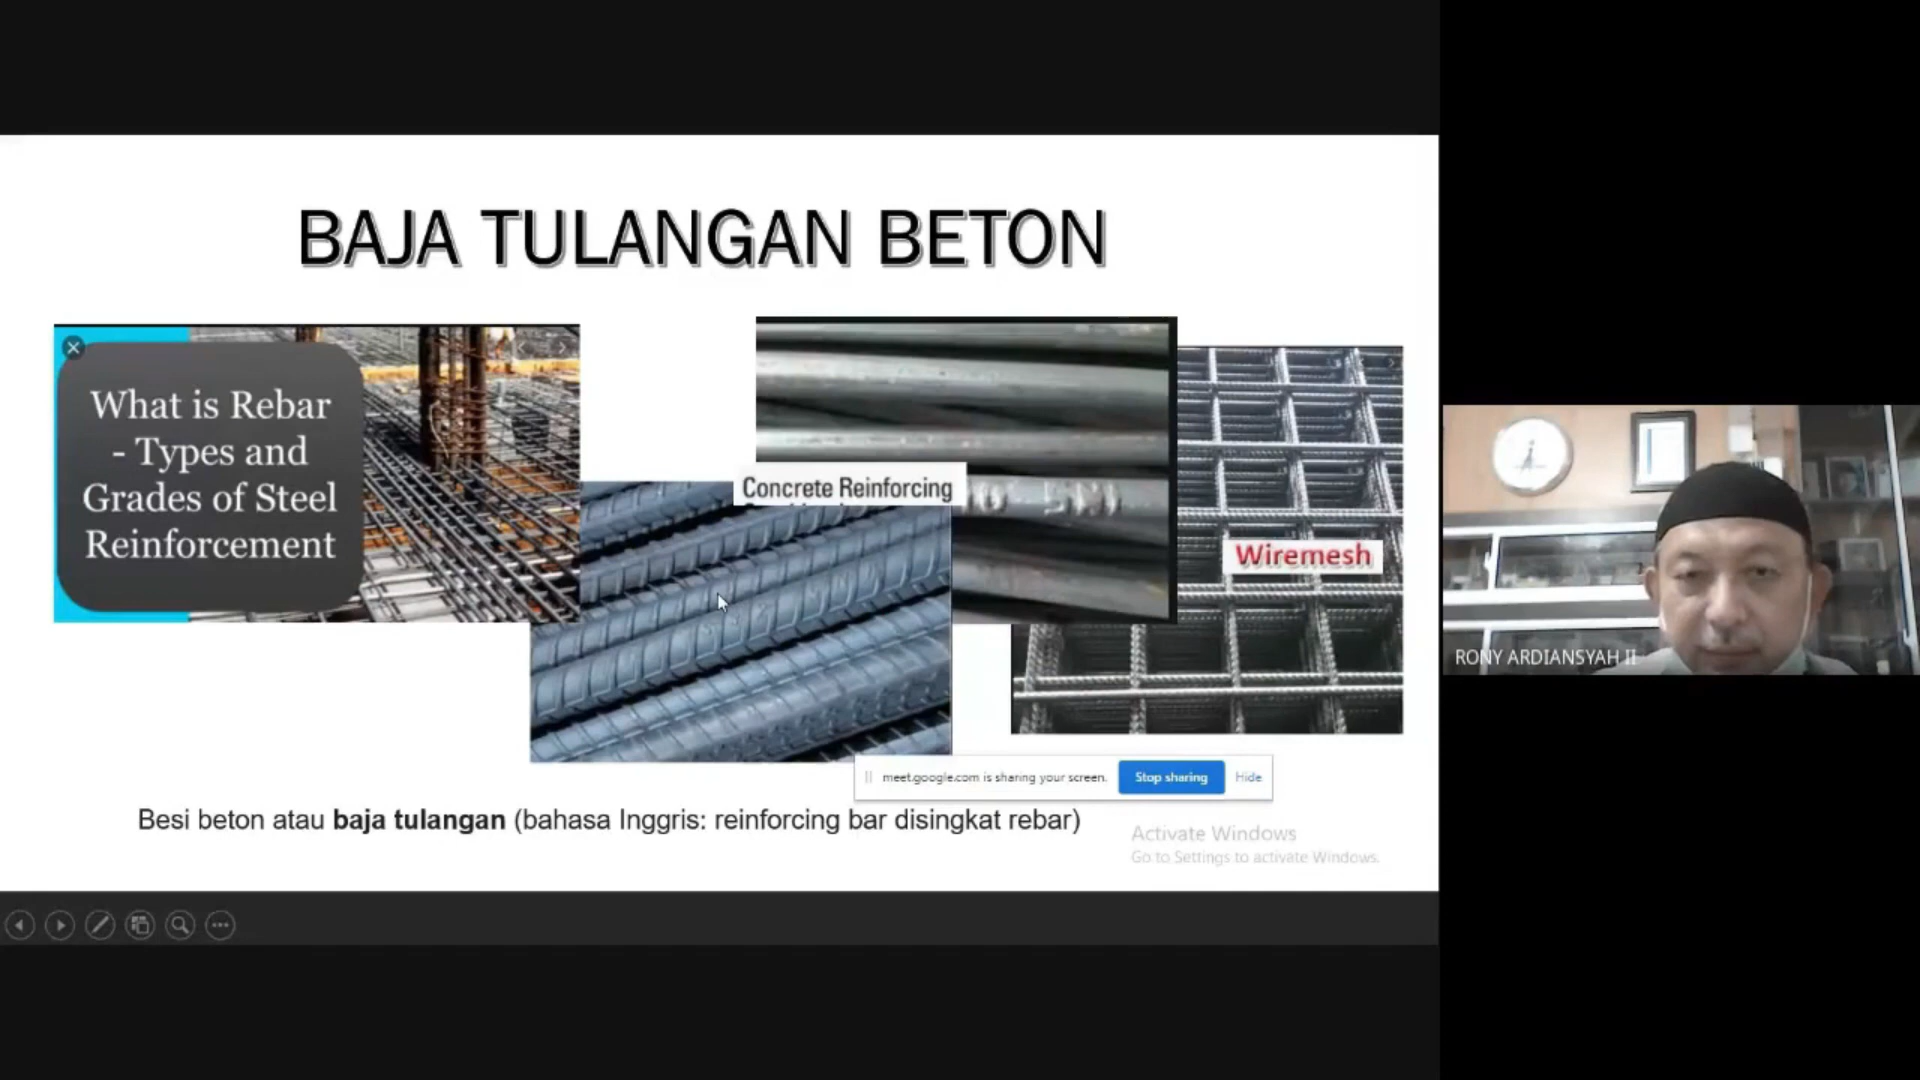 BAJA TULANGAN BETON
What is Rebar
- Types and
Grades of Steel
Reinforcement
Concrete Reinforcing
Wiremesh
RONY ARDIANSYAH II
meet.google.com is sharing your screen.
Stop sharing
Hide
Besi beton atau baja tulangan (bahasa Inggris: reinforcing bar disingkat rebar)
Activate Windows
Go to Settings to activate Windows.